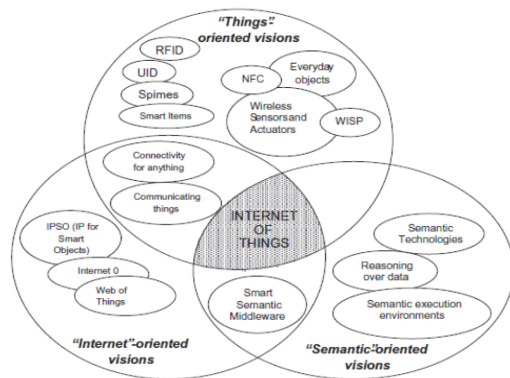 “Things”-
oriented visions
RFID
UID
Spimes
Smart Items
NFC
Everyday
objects
Wireless
Sensors and
Actuators
WISP
Connectivity
for anything
Communicating
things
INTERNET
OF
THINGS
IPSO (IP for
Smart
Objects)
Internet 0
Web of
Things
Smart
Semantic
Middleware
Semantic
Technologies
Reasoning
over data
Semantic execution
environments
“Internet”-oriented
visions
“Semantic”-oriented
visions